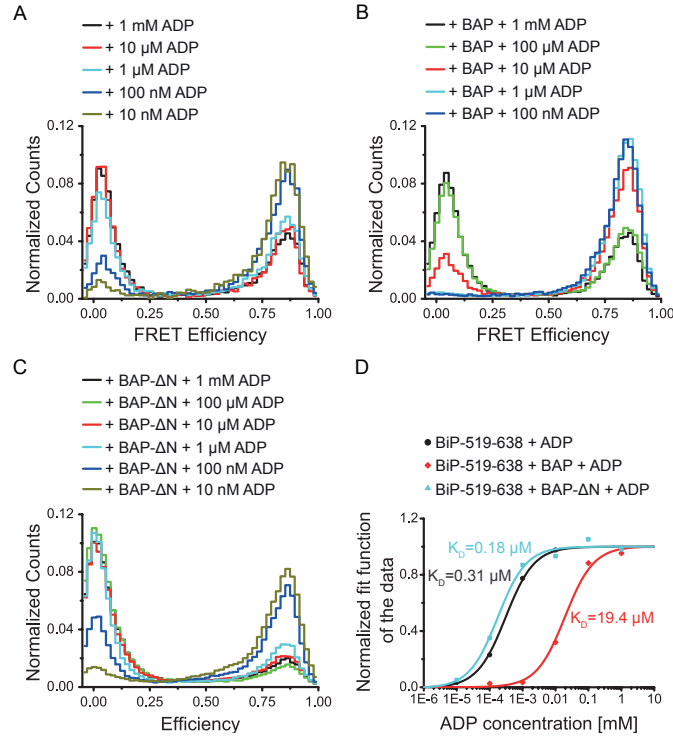 A
+ 1 mM ADP
+ 10 µM ADP
+ 1 µM ADP
+ 100 nM ADP
+ 10 nM ADP
0.12
0.08
0.04
0.00
Normalized Counts
0.00 0.25 0.50 0.75 1.00
FRET Efficiency
B
+ BAP + 1 mM ADP
+ BAP + 100 µM ADP
+ BAP + 10 µM ADP
+ BAP + 1 µM ADP
+ BAP + 100 nM ADP
0.12
0.08
0.04
0.00
Normalized Counts
0.00 0.25 0.50 0.75 1.00
FRET Efficiency
C
+ BAP-ΔN + 1 mM ADP
+ BAP-ΔN + 100 µM ADP
+ BAP-ΔN + 10 µM ADP
+ BAP-ΔN + 1 µM ADP
+ BAP-ΔN + 100 nM ADP
+ BAP-ΔN + 10 nM ADP
0.12
0.08
0.04
0.00
Normalized Counts
0.00 0.25 0.50 0.75 1.00
Efficiency
D
BiP-519-638 + ADP
BiP-519-638 + BAP + ADP
BiP-519-638 + BAP-ΔN + ADP
1.2
0.8
0.4
0.0
Normalized fit function
of the data
K_D=0.18 µM
K_D=0.31 µM
K_D=19.4 µM
1E-6 1E-5 1E-4 1E-3 0,01 0,1 1 10
ADP concentration [mM]